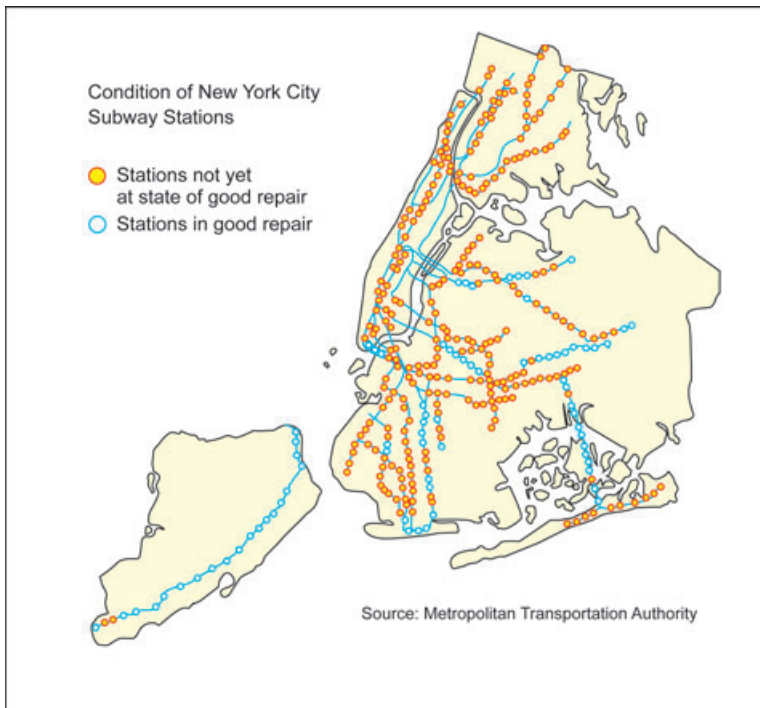 Condition of New York City
Subway Stations
Stations not yet
at state of good repair
Stations in good repair
Source: Metropolitan Transportation Authority